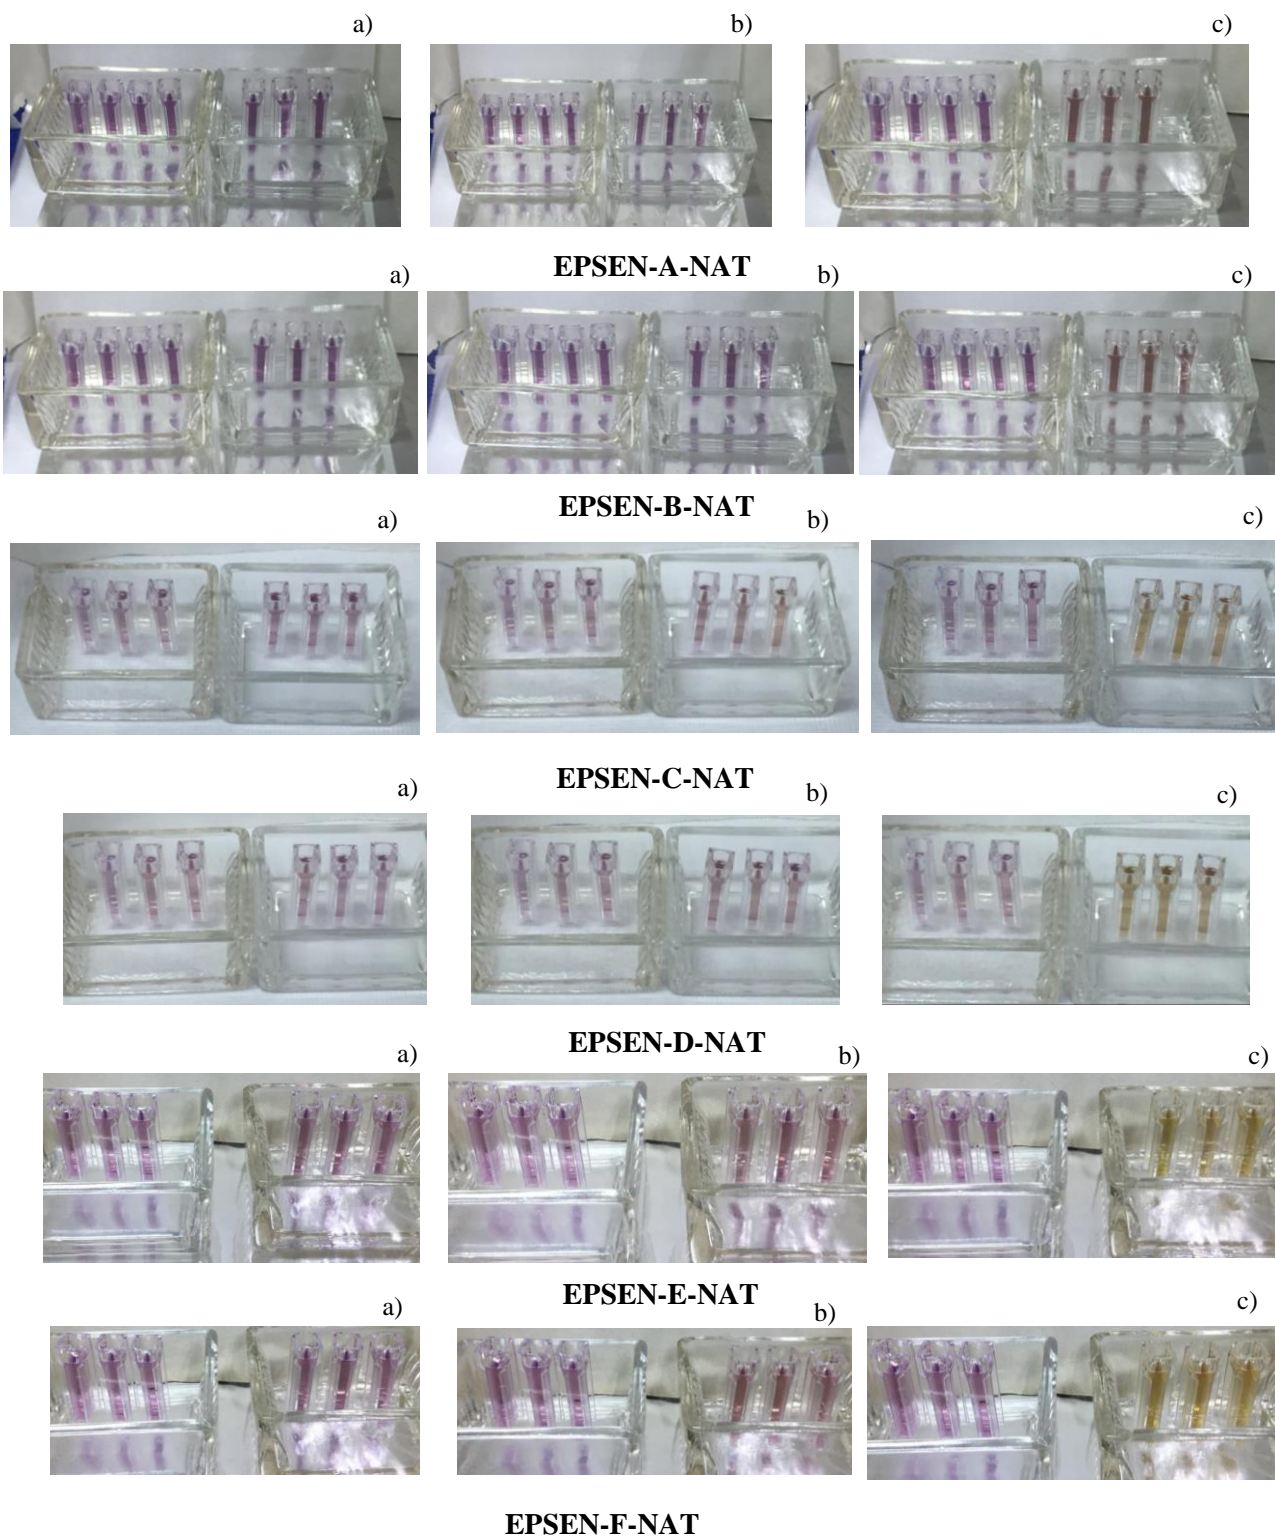 a) b) c)
EPSEN-A-NAT
a) b) c)
EPSEN-B-NAT
a) b) c)
EPSEN-C-NAT
a) b) c)
EPSEN-D-NAT
a) b) c)
EPSEN-E-NAT
a) b) c)
EPSEN-F-NAT